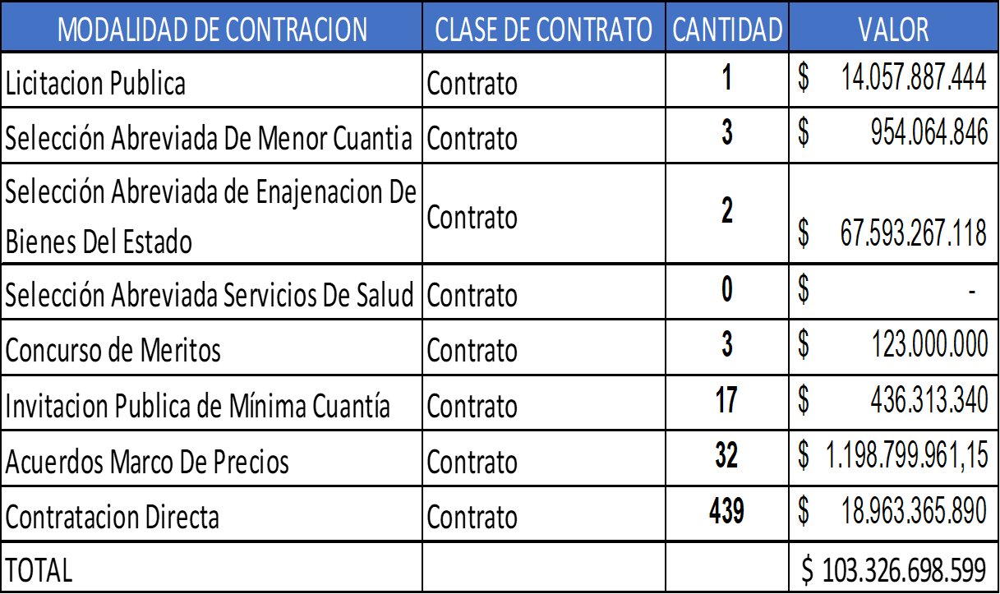 MODALIDAD DE CONTRACION CLASE DE CONTRATO CANTIDAD VALOR
Licitacion Publica Contrato 1 $ 14.057.887.444
Selección Abreviada De Menor Cuantia Contrato 3 $ 954.064.846
Selección Abreviada de Enajenacion De
Bienes Del Estado Contrato 2 $ 67.593.267.118
Selección Abreviada Servicios De Salud Contrato 0 $ -
Concurso de Meritos Contrato 3 $ 123.000.000
Invitacion Publica de Mínima Cuantía Contrato 17 $ 436.313.340
Acuerdos Marco De Precios Contrato 32 $ 1.198.799.961,15
Contratacion Directa Contrato 439 $ 18.963.365.890
TOTAL $ 103.326.698.599